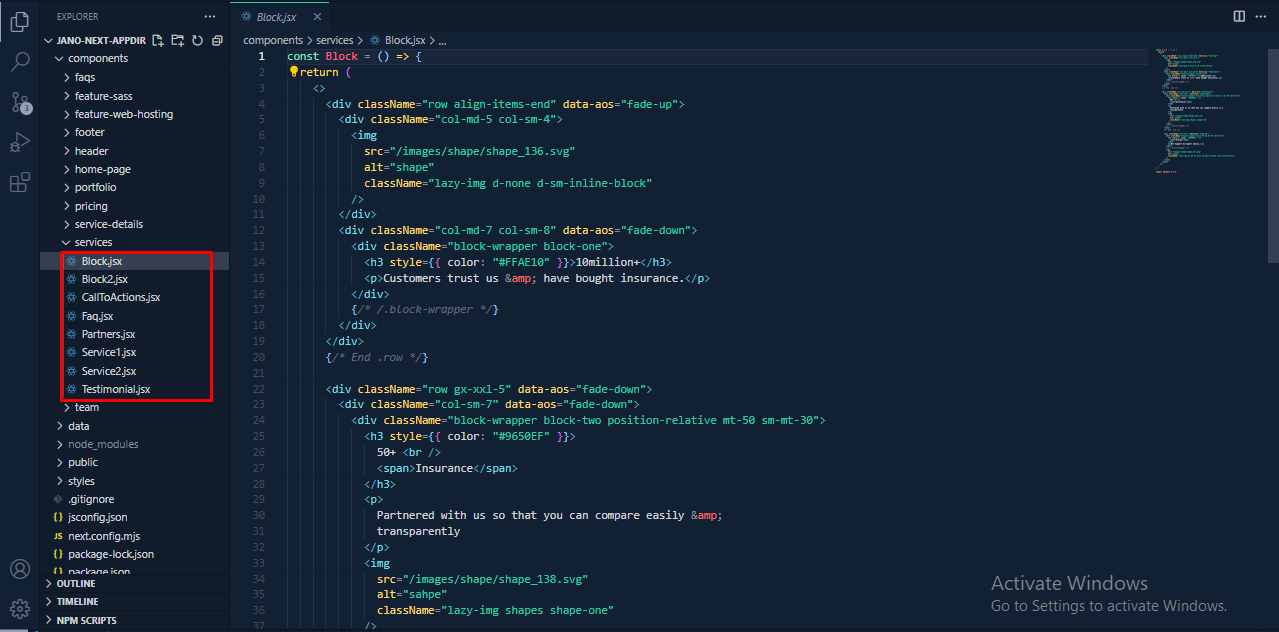 EXPLORER
JANO-NEXT-APPDIR
components
faqs
feature-sass
feature-web-hosting
footer
header
home-page
portfolio
pricing
service-details
services
Block.jsx
Block2.jsx
CallToActions.jsx
Faq.jsx
Partners.jsx
Service1.jsx
Service2.jsx
Testimonial.jsx
team
data
node_modules
public
styles
.gitignore
jsconfig.json
next.config.mjs
package-lock.json
package.json
OUTLINE
TIMELINE
NPM SCRIPTS
3
Block.jsx
components > services > Block.jsx > ...
1 const Block = () => {
2 return (
3 <>
4 <div className="row align-items-end" data-aos="fade-up">
5 <div className="col-md-5 col-sm-4">
6 <img
7 src="/images/shape/shape_136.svg"
8 alt="shape"
9 className="lazy-img d-none d-sm-inline-block"
10 />
11 </div>
12 <div className="col-md-7 col-sm-8" data-aos="fade-down">
13 <div className="block-wrapper block-one">
14 <h3 style={{ color: "#FFAE10" }}>10million+</h3>
15 <p>Customers trust us &amp; have bought insurance.</p>
16 </div>
17 {/* /.block-wrapper */}
18 </div>
19 </div>
20 {/* End .row */}
21
22 <div className="row gx-xxl-5" data-aos="fade-down">
23 <div className="col-sm-7" data-aos="fade-down">
24 <div className="block-wrapper block-two position-relative mt-50 sm-mt-30">
25 <h3 style={{ color: "#9650EF" }}>
26 50+ <br />
27 <span>Insurance</span>
28 </h3>
29 <p>
30 Partnered with us so that you can compare easily &amp;
31 transparently
32 </p>
33 <img
34 src="/images/shape/shape_138.svg"
35 alt="sahpe"
36 className="lazy-img shapes shape-one"
37 />
Activate Windows
Go to Settings to activate Windows.